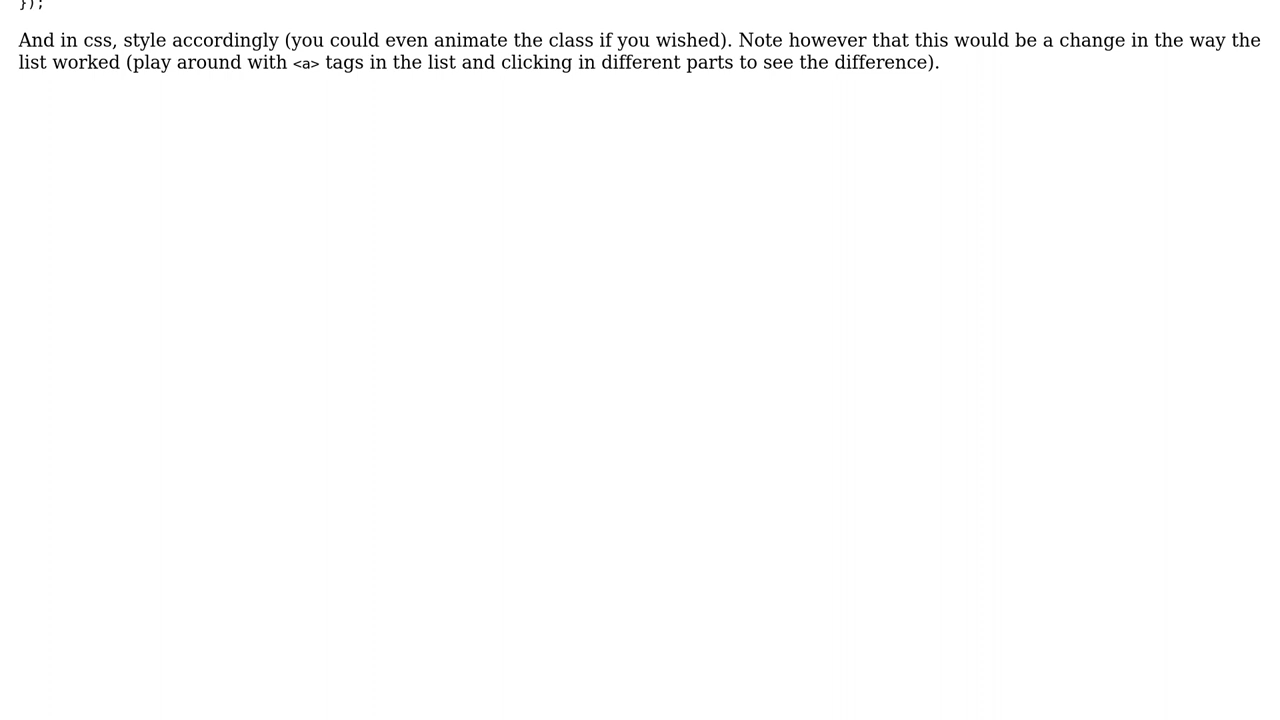 });
And in css, style accordingly (you could even animate the class if you wished). Note however that this would be a change in the way the
list worked (play around with <a> tags in the list and clicking in different parts to see the difference).